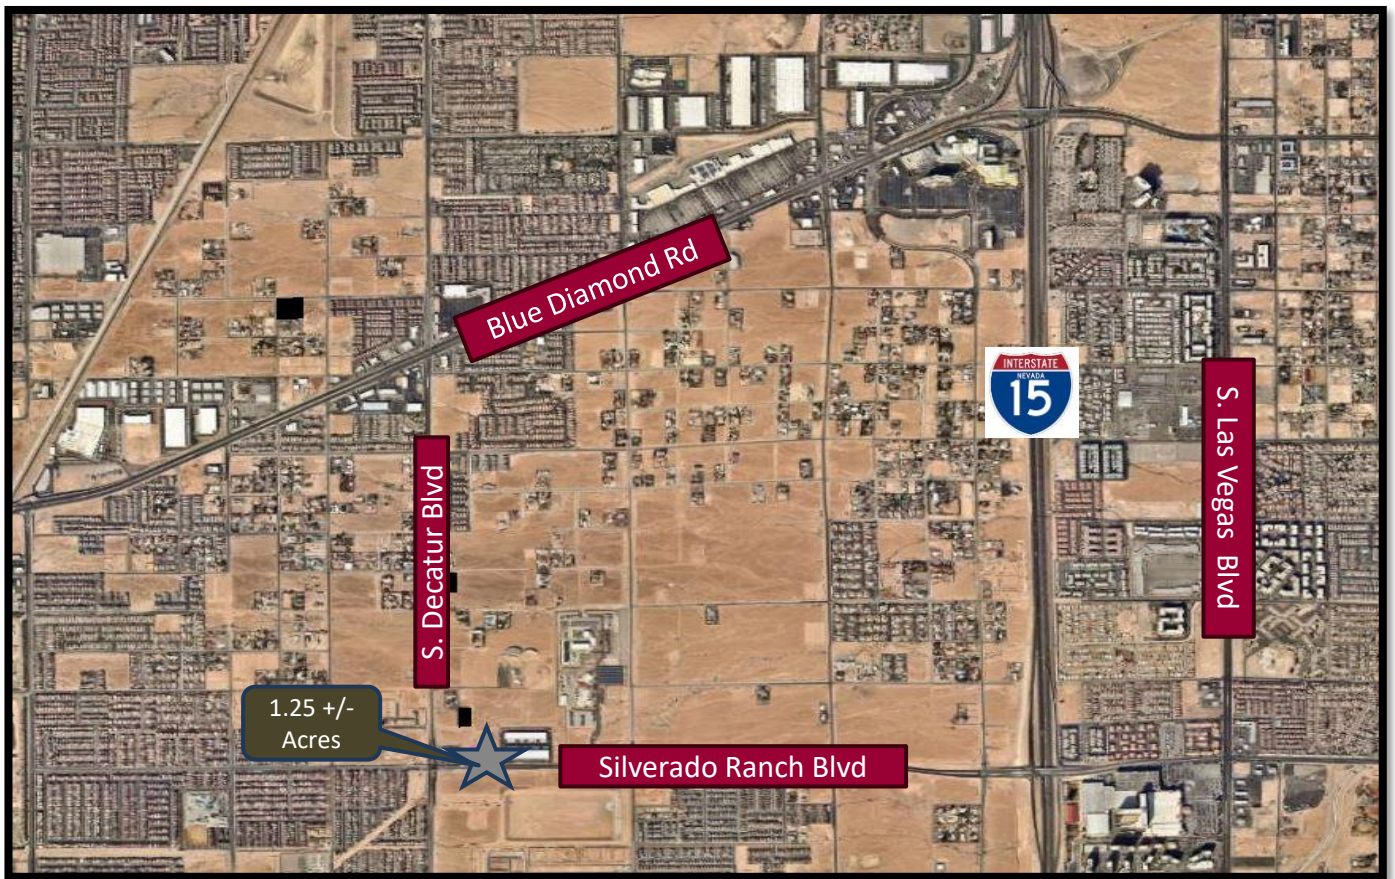 Blue Diamond Rd
INTERSTATE
NEVADA
15
S. Las Vegas Blvd
S. Decatur Blvd
1.25 +/-
Acres
Silverado Ranch Blvd